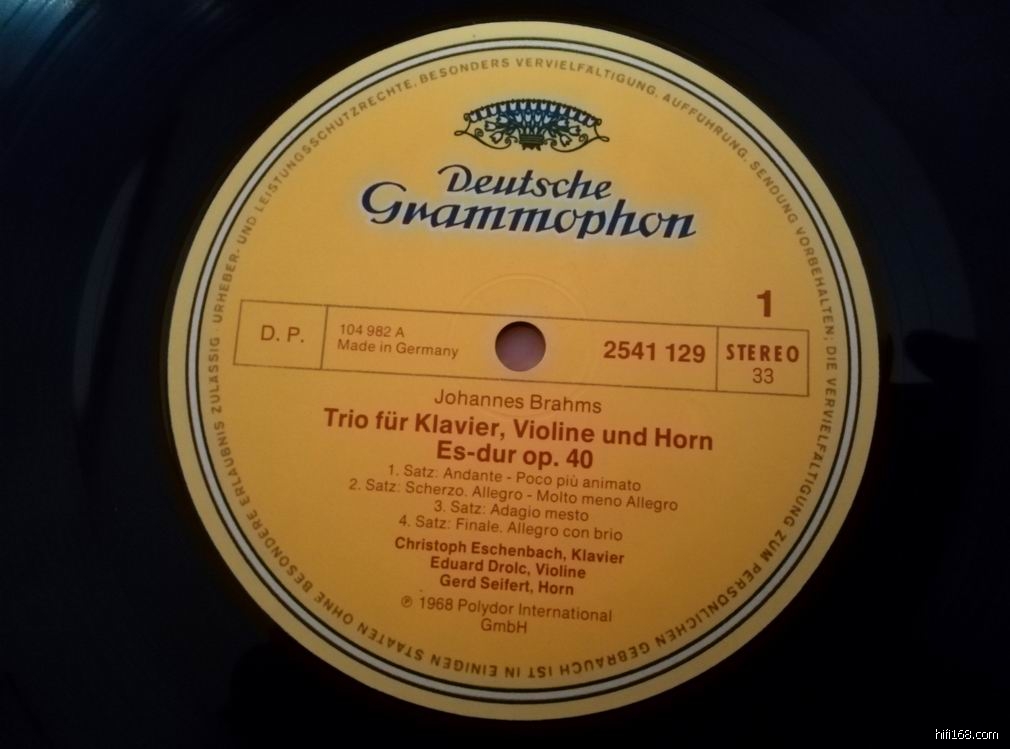 Deutsche
Grammophon
1
D. P.
104 982 A
Made in Germany
2541 129
STEREO
33
Johannes Brahms
Trio für Klavier, Violine und Horn
Es-dur op. 40
1. Satz: Andante - Poco più animato
2. Satz: Scherzo. Allegro - Molto meno Allegro
3. Satz: Adagio mesto
4. Satz: Finale. Allegro con brio
Christoph Eschenbach, Klavier
Eduard Drolc, Violine
Gerd Seifert, Horn
℗ 1968 Polydor International
GmbH
URHEBER- UND LEISTUNGSSCHUTZRECHTE, BESONDERS VERVIELFÄLTIGUNG, AUFFÜHRUNG, SENDUNG VORBEHALTEN; DIE VERVIELFÄLTIGUNG ZUM PERSÖNLICHEN GEBRAUCH IST IN EINIGEN STAATEN OHNE BESONDERE ERLAUBNIS ZULÄSSIG ·
hifi168.com